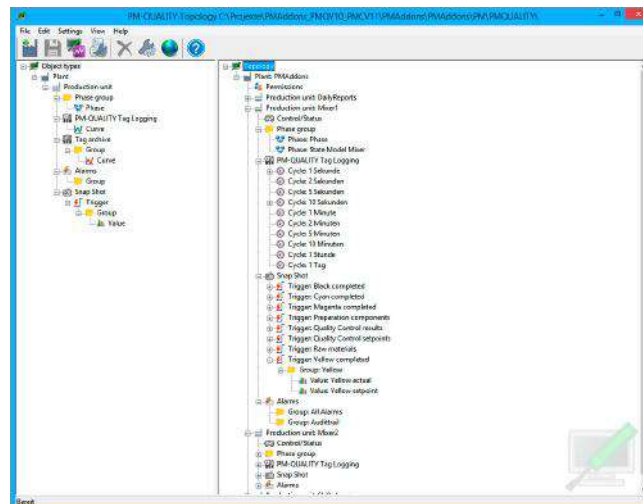 PM-QUALITY-Topology C:\Projekte\PMAddons_PMQV10_PMCV11\PMAddons\PMAddons\PM\PMQUALITY\
File Edit Settings View Help
Object types
Plant
Production unit
Phase group
Phase
PM-QUALITY Tag Logging
Curve
Tag archive
Group
Curve
Alarms
Group
Snap Shot
Trigger
Group
Value
Topology
Plant: PMAddons
Permissions
Production unit: DailyReports
Production unit: Mixer1
Control/Status
Phase group
Phase: Phase
Phase: State Model Mixer
PM-QUALITY Tag Logging
Cycle: 1 Sekunde
Cycle: 2 Sekunden
Cycle: 5 Sekunden
Cycle: 10 Sekunden
Cycle: 1 Minute
Cycle: 2 Minuten
Cycle: 5 Minuten
Cycle: 10 Minuten
Cycle: 1 Stunde
Cycle: 1 Tag
Snap Shot
Trigger: Black completed
Trigger: Cyan completed
Trigger: Magenta completed
Trigger: Preparation components
Trigger: Quality Control results
Trigger: Quality Control setpoints
Trigger: Raw materials
Trigger: Yellow completed
Group: Yellow
Value: Yellow actual
Value: Yellow setpoint
Alarms
Group: All Alarms
Group: Audittrail
Production unit: Mixer2
Control/Status
Phase group
PM-QUALITY Tag Logging
Snap Shot
Alarms